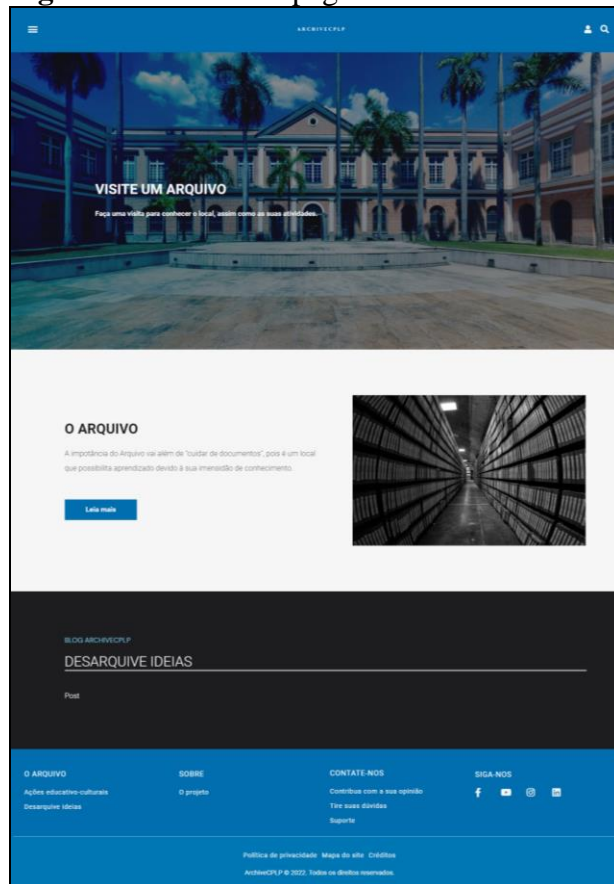 ARCHIVECPLP
VISITE UM ARQUIVO
Faça uma visita para conhecer o local, assim como as suas atividades.
O ARQUIVO
A impotância do Arquivo vai além de "cuidar de documentos", pois é um local
que possibilita aprendizado devido à sua imensidão de conhecimento.
Leia mais
BLOG ARCHIVECPLP
DESARQUIVE IDEIAS
Post
O ARQUIVO
Ações educativo-culturais
Desarquive ideias
SOBRE
O projeto
CONTATE-NOS
Contribua com a sua opinião
Tire suas dúvidas
Suporte
SIGA-NOS
Política de privacidade Mapa do site Créditos
ArchiveCPLP © 2022. Todos os direitos reservados.